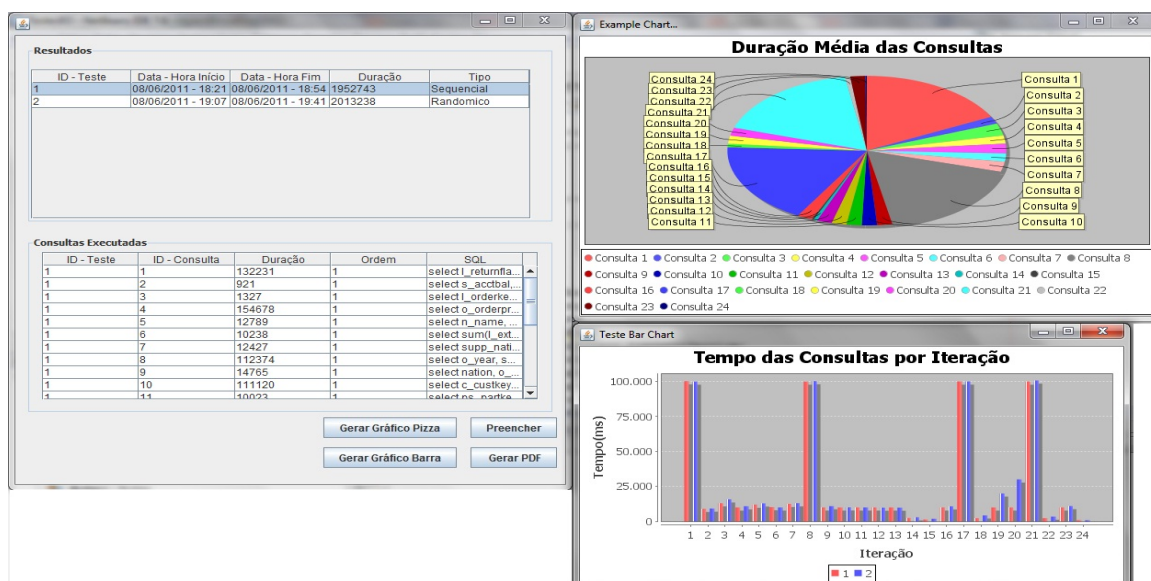 Resultados
ID - Teste Data - Hora Início Data - Hora Fim Duração Tipo
1 08/06/2011 - 18:21 08/06/2011 - 18:54 1952743 Sequencial
2 08/06/2011 - 19:07 08/06/2011 - 19:41 2013238 Randomico
Consultas Executadas
ID - Teste ID - Consulta Duração Ordem SQL
1 1 132231 1 select l_returnfla...
1 2 921 1 select s_acctbal,...
1 3 1327 1 select l_orderke...
1 4 154678 1 select o_orderpr...
1 5 12789 1 select n_name, ...
1 6 10238 1 select sum(l_ext...
1 7 12427 1 select supp_nati...
1 8 112374 1 select o_year, s...
1 9 14765 1 select nation, o_...
1 10 111120 1 select c_custkey...
1 11 10023 1 select ps_partke...
Gerar Gráfico Pizza Preencher
Gerar Gráfico Barra Gerar PDF
Example Chart...
Duração Média das Consultas
Consulta 24
Consulta 23
Consulta 22
Consulta 21
Consulta 20
Consulta 19
Consulta 18
Consulta 17
Consulta 16
Consulta 15
Consulta 14
Consulta 13
Consulta 12
Consulta 11
Consulta 1
Consulta 2
Consulta 3
Consulta 4
Consulta 5
Consulta 6
Consulta 7
Consulta 8
Consulta 9
Consulta 10
Consulta 1 Consulta 2 Consulta 3 Consulta 4 Consulta 5 Consulta 6 Consulta 7 Consulta 8
Consulta 9 Consulta 10 Consulta 11 Consulta 12 Consulta 13 Consulta 14 Consulta 15
Consulta 16 Consulta 17 Consulta 18 Consulta 19 Consulta 20 Consulta 21 Consulta 22
Consulta 23 Consulta 24
Teste Bar Chart
Tempo das Consultas por Iteração
Tempo(ms)
100.000
75.000
50.000
25.000
0
1 2 3 4 5 6 7 8 9 10 11 12 13 14 15 16 17 18 19 20 21 22 23 24
Iteração
1 2